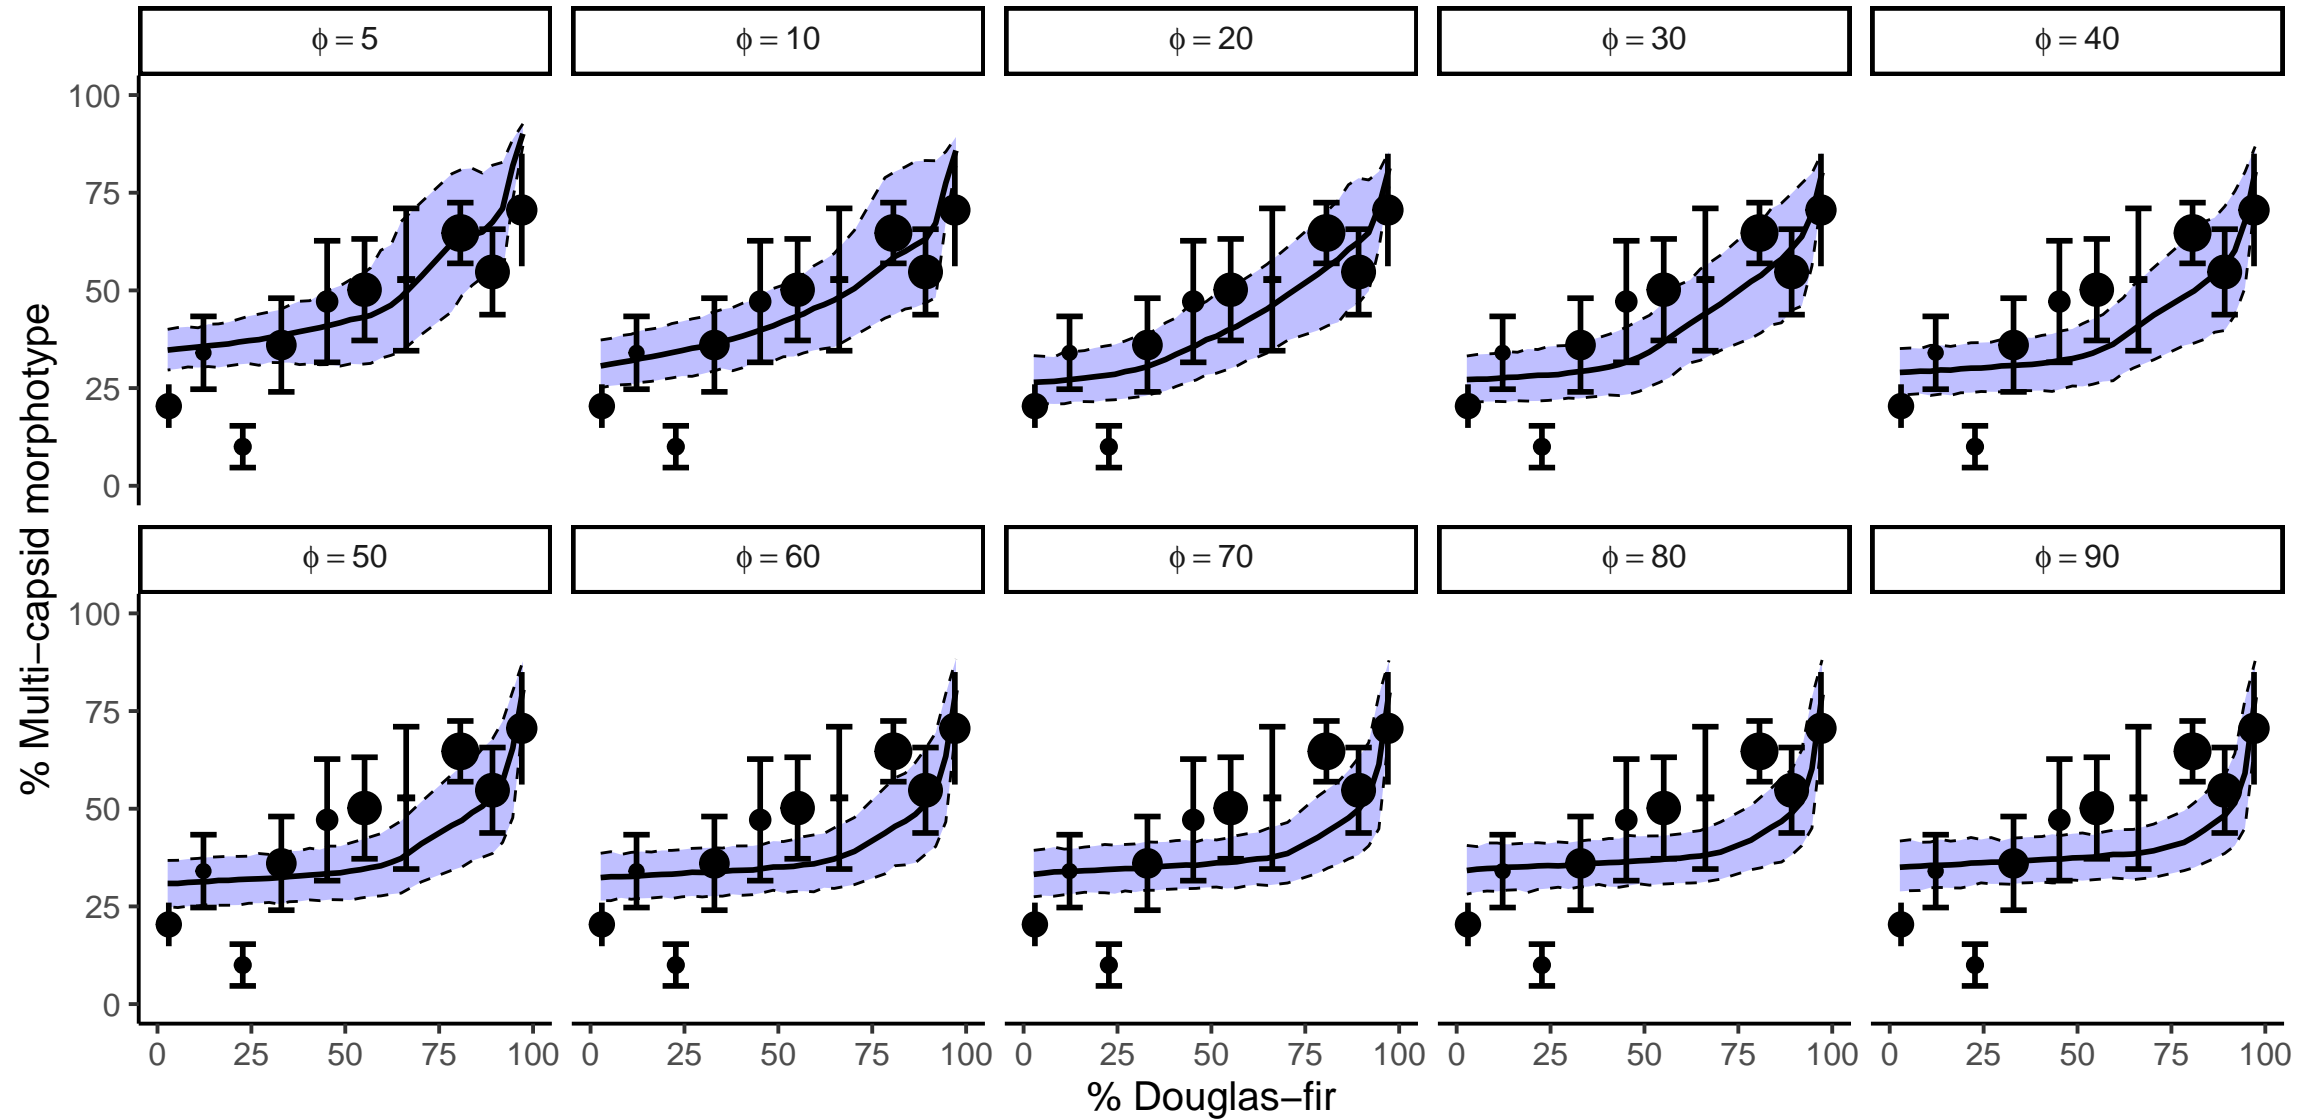 ϕ = 5
ϕ = 10
ϕ = 20
ϕ = 30
ϕ = 40
100
75
50
25
0
ϕ = 50
ϕ = 60
ϕ = 70
ϕ = 80
ϕ = 90
100
75
50
25
0
% Multi−capsid morphotype
0 25 50 75 100
0 25 50 75 100
0 25 50 75 100
0 25 50 75 100
0 25 50 75 100
% Douglas−fir